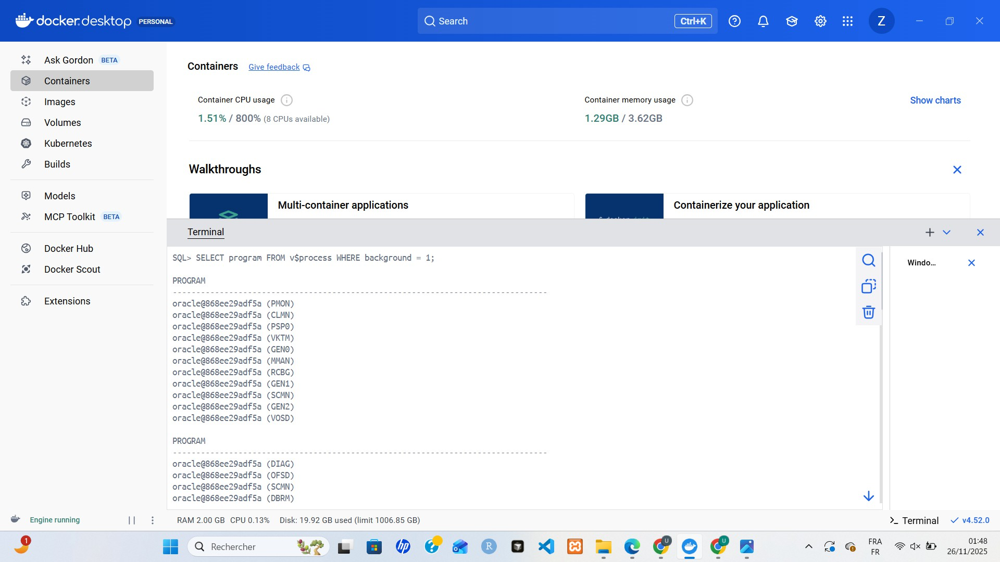 docker.desktop PERSONAL
Search
Ctrl+K
Z
Ask Gordon BETA
Containers
Images
Volumes
Kubernetes
Builds
Models
MCP Toolkit BETA
Docker Hub
Docker Scout
Extensions
Containers Give feedback
Container CPU usage
1.51% / 800% (8 CPUs available)
Container memory usage
1.29GB / 3.62GB
Show charts
Walkthroughs
Multi-container applications
Containerize your application
Terminal
SQL> SELECT program FROM v$process WHERE background = 1;
PROGRAM
--------------------------------------------------------------------------------
oracle@868ee29adf5a (PMON)
oracle@868ee29adf5a (CLMN)
oracle@868ee29adf5a (PSP0)
oracle@868ee29adf5a (VKTM)
oracle@868ee29adf5a (GEN0)
oracle@868ee29adf5a (MMAN)
oracle@868ee29adf5a (RCBG)
oracle@868ee29adf5a (GEN1)
oracle@868ee29adf5a (SCMN)
oracle@868ee29adf5a (GEN2)
oracle@868ee29adf5a (VOSD)
PROGRAM
--------------------------------------------------------------------------------
oracle@868ee29adf5a (DIAG)
oracle@868ee29adf5a (OFSD)
oracle@868ee29adf5a (SCMN)
oracle@868ee29adf5a (DBRM)
Windo...
Engine running
RAM 2.00 GB CPU 0.13% Disk: 19.92 GB used (limit 1006.85 GB)
Terminal
v4.52.0
1
Rechercher
FRA
FR
01:48
26/11/2025